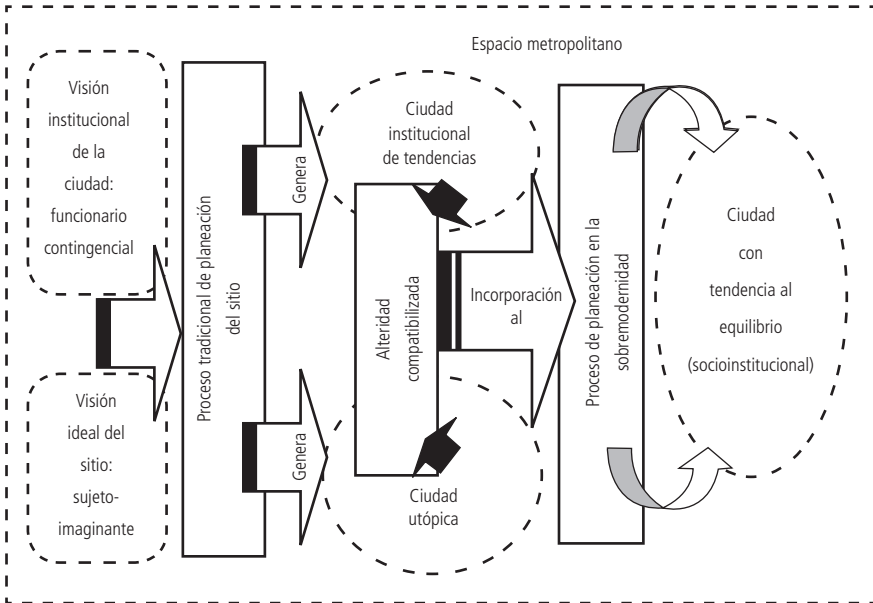 Espacio metropolitano
Visión
institucional
de la
ciudad:
funcionario
contingencial
Visión
ideal del
sitio:
sujeto-
imaginante
Proceso tradicional de planeación
del sitio
Genera
Genera
Ciudad
institucional
de tendencias
Alteridad
compatibilizada
Ciudad
utópica
Incorporación
al
Proceso de planeación en la
sobremodernidad
Ciudad
con
tendencia al
equilibrio
(socioinstitucional)